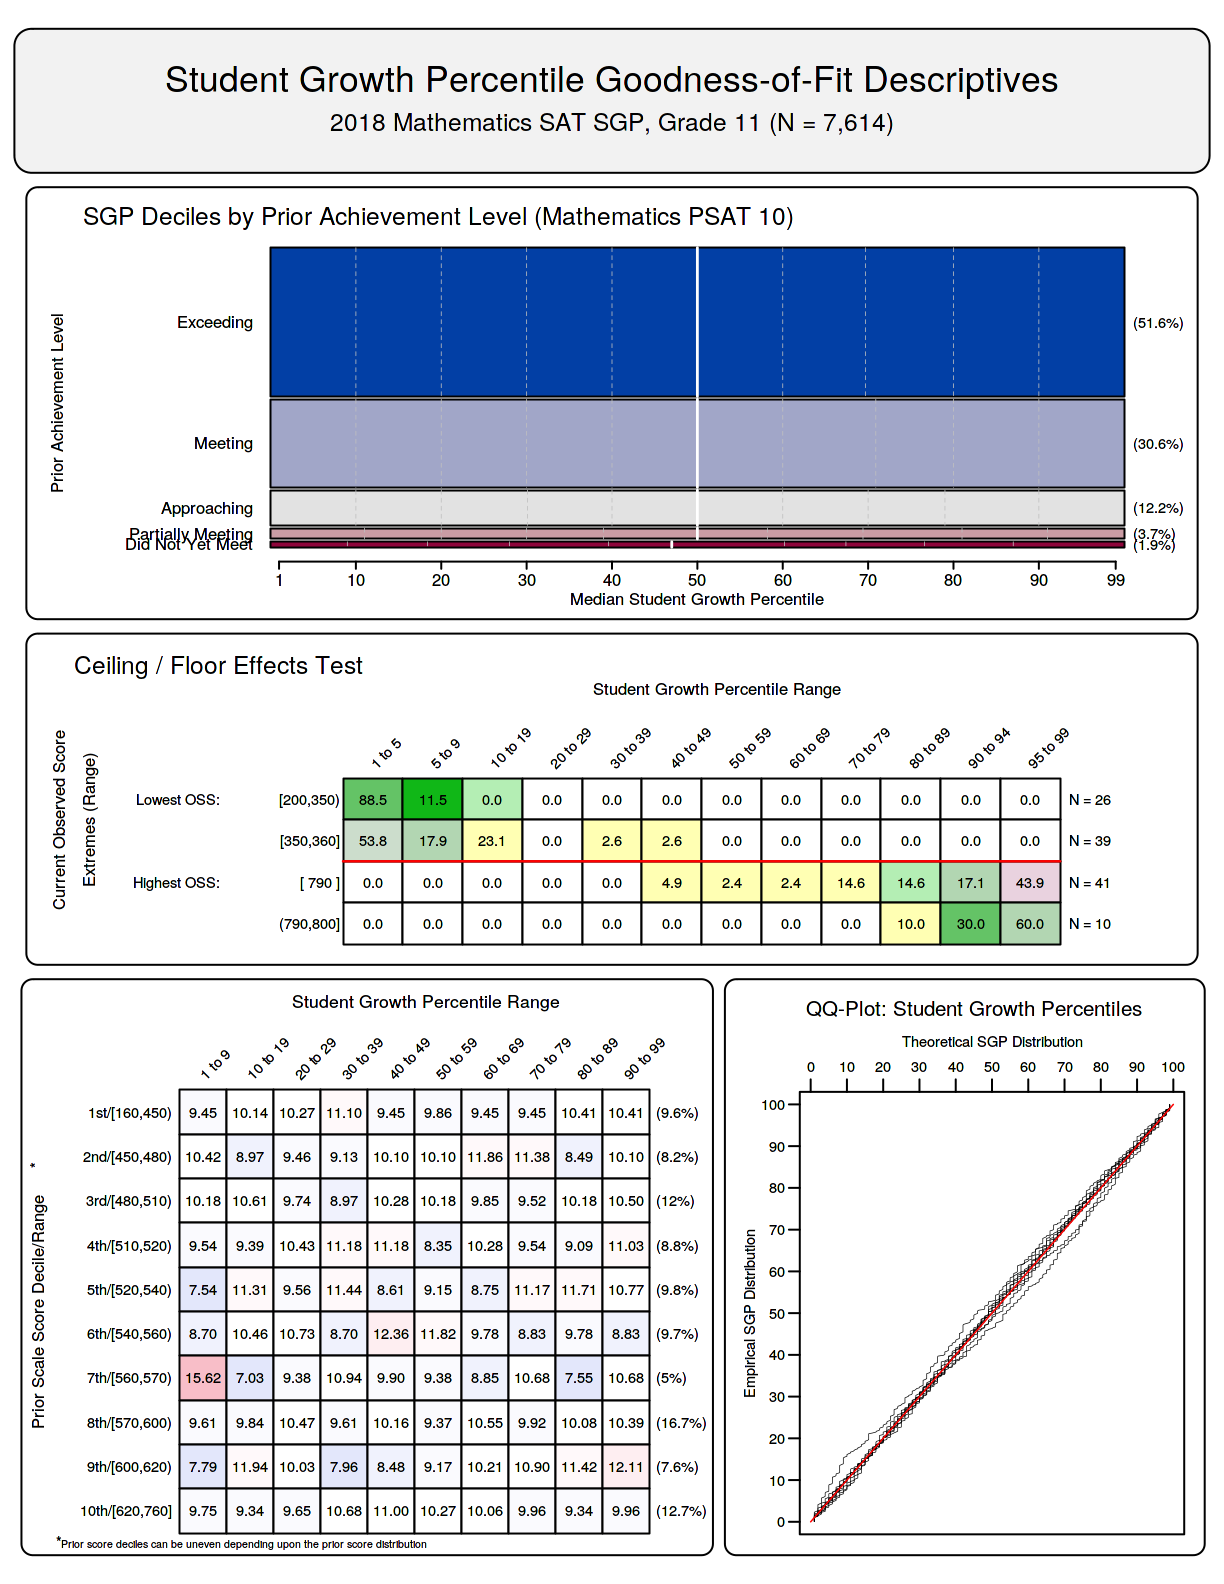 Student Growth Percentile Goodness-of-Fit Descriptives
2018 Mathematics SAT SGP, Grade 11 (N = 7,614)
SGP Deciles by Prior Achievement Level (Mathematics PSAT 10)
Prior Achievement Level
Exceeding (51.6%)
Meeting (30.6%)
Approaching (12.2%)
Partially Meeting (3.7%)
Did Not Yet Meet (1.9%)
1 10 20 30 40 50 60 70 80 90 99
Median Student Growth Percentile
Ceiling / Floor Effects Test
Student Growth Percentile Range
Current Observed Score
Extremes (Range)
1 to 5 5 to 9 10 to 19 20 to 29 30 to 39 40 to 49 50 to 59 60 to 69 70 to 79 80 to 89 90 to 94 95 to 99
Lowest OSS: [200,350) 88.5 11.5 0.0 0.0 0.0 0.0 0.0 0.0 0.0 0.0 0.0 0.0 N = 26
[350,360] 53.8 17.9 23.1 0.0 2.6 2.6 0.0 0.0 0.0 0.0 0.0 0.0 N = 39
Highest OSS: [ 790 ] 0.0 0.0 0.0 0.0 0.0 4.9 2.4 2.4 14.6 14.6 17.1 43.9 N = 41
(790,800] 0.0 0.0 0.0 0.0 0.0 0.0 0.0 0.0 0.0 10.0 30.0 60.0 N = 10
Student Growth Percentile Range
Prior Scale Score Decile/Range *
1 to 9 10 to 19 20 to 29 30 to 39 40 to 49 50 to 59 60 to 69 70 to 79 80 to 89 90 to 99
1st/[160,450) 9.45 10.14 10.27 11.10 9.45 9.86 9.45 9.45 10.41 10.41 (9.6%)
2nd/[450,480) 10.42 8.97 9.46 9.13 10.10 10.10 11.86 11.38 8.49 10.10 (8.2%)
3rd/[480,510) 10.18 10.61 9.74 8.97 10.28 10.18 9.85 9.52 10.18 10.50 (12%)
4th/[510,520) 9.54 9.39 10.43 11.18 11.18 8.35 10.28 9.54 9.09 11.03 (8.8%)
5th/[520,540) 7.54 11.31 9.56 11.44 8.61 9.15 8.75 11.17 11.71 10.77 (9.8%)
6th/[540,560) 8.70 10.46 10.73 8.70 12.36 11.82 9.78 8.83 9.78 8.83 (9.7%)
7th/[560,570) 15.62 7.03 9.38 10.94 9.90 9.38 8.85 10.68 7.55 10.68 (5%)
8th/[570,600) 9.61 9.84 10.47 9.61 10.16 9.37 10.55 9.92 10.08 10.39 (16.7%)
9th/[600,620) 7.79 11.94 10.03 7.96 8.48 9.17 10.21 10.90 11.42 12.11 (7.6%)
10th/[620,760] 9.75 9.34 9.65 10.68 11.00 10.27 10.06 9.96 9.34 9.96 (12.7%)
*Prior score deciles can be uneven depending upon the prior score distribution
QQ-Plot: Student Growth Percentiles
Theoretical SGP Distribution
0 10 20 30 40 50 60 70 80 90 100
Empirical SGP Distribution
100
90
80
70
60
50
40
30
20
10
0